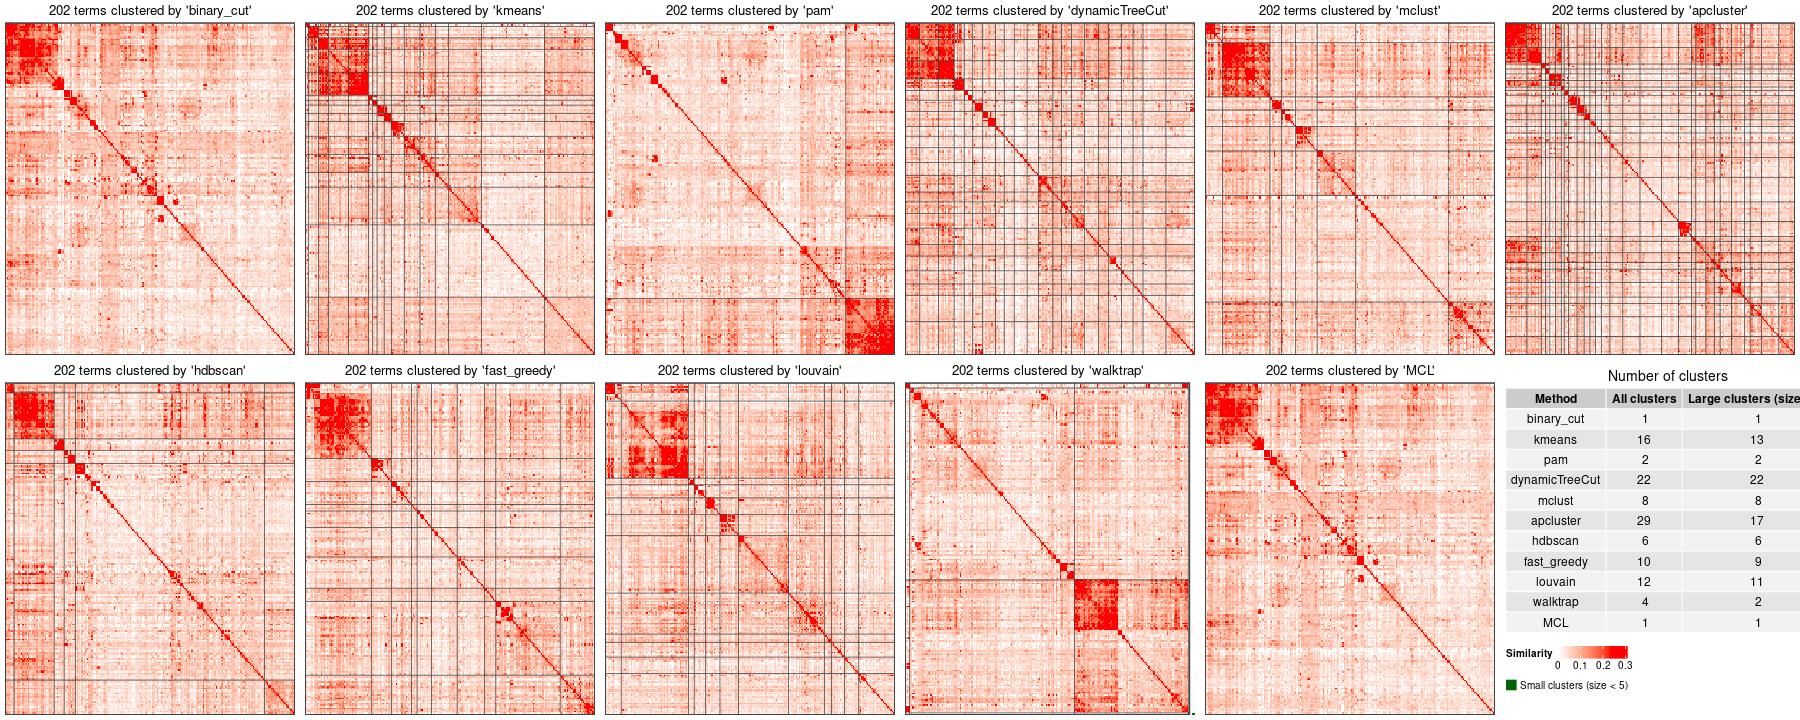 202 terms clustered by 'binary_cut'
202 terms clustered by 'kmeans'
202 terms clustered by 'pam'
202 terms clustered by 'dynamicTreeCut'
202 terms clustered by 'mclust'
202 terms clustered by 'apcluster'
202 terms clustered by 'hdbscan'
202 terms clustered by 'fast_greedy'
202 terms clustered by 'louvain'
202 terms clustered by 'walktrap'
202 terms clustered by 'MCL'
Number of clusters
Method All clusters Large clusters (size
binary_cut 1 1
kmeans 16 13
pam 2 2
dynamicTreeCut 22 22
mclust 8 8
apcluster 29 17
hdbscan 6 6
fast_greedy 10 9
louvain 12 11
walktrap 4 2
MCL 1 1
Similarity
0 0.1 0.2 0.3
Small clusters (size < 5)